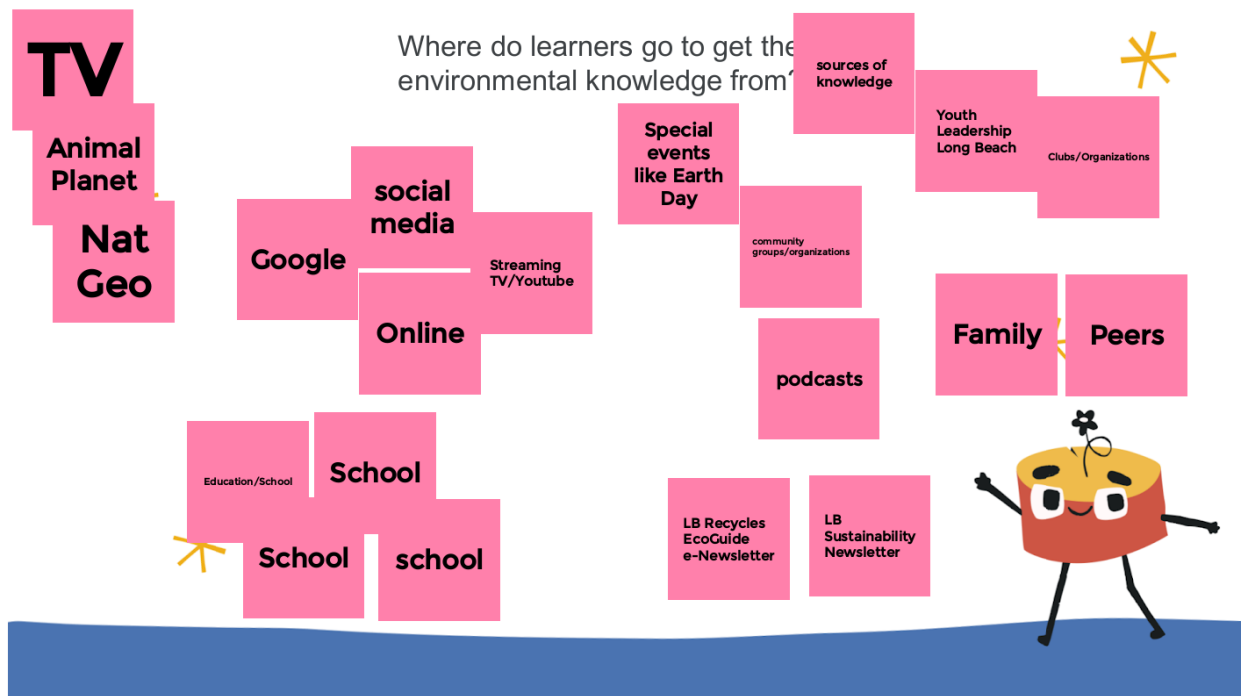 Where do learners go to get the
environmental knowledge from?
TV
Animal
Planet
Nat
Geo
Google
social
media
Streaming
TV/Youtube
Online
Special
events
like Earth
Day
sources of
knowledge
Youth
Leadership
Long Beach
Clubs/Organizations
community
groups/organizations
podcasts
Family
Peers
Education/School
School
School
school
LB Recycles
EcoGuide
e-Newsletter
LB
Sustainability
Newsletter